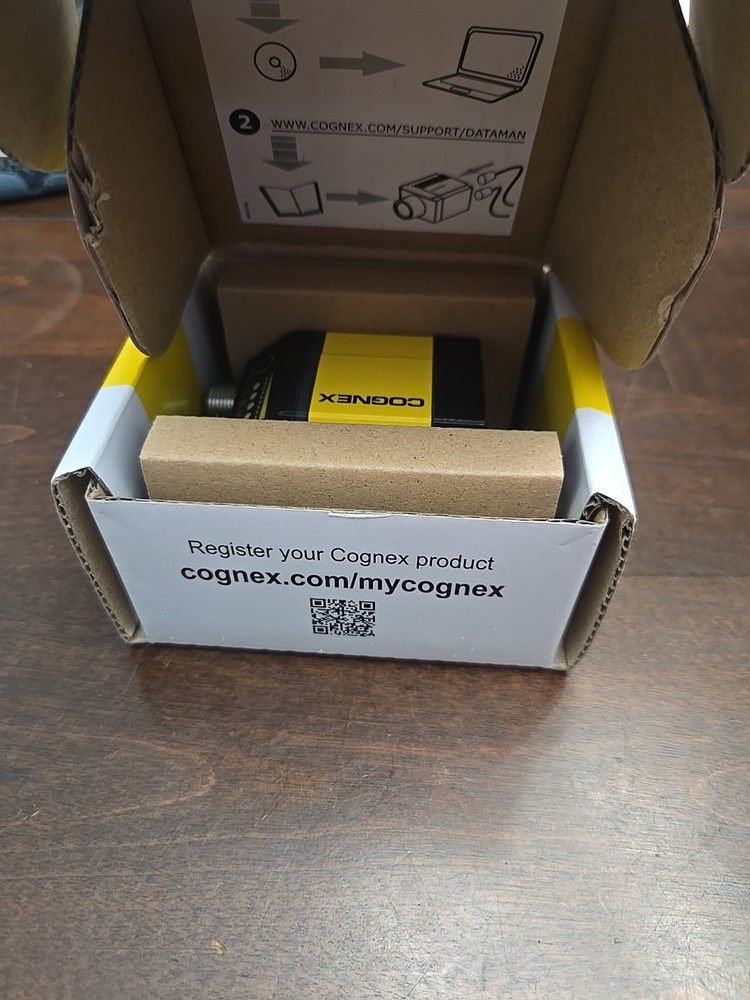 2 WWW.COGNEX.COM/SUPPORT/DATAMAN
COGNEX
Register your Cognex product
cognex.com/mycognex